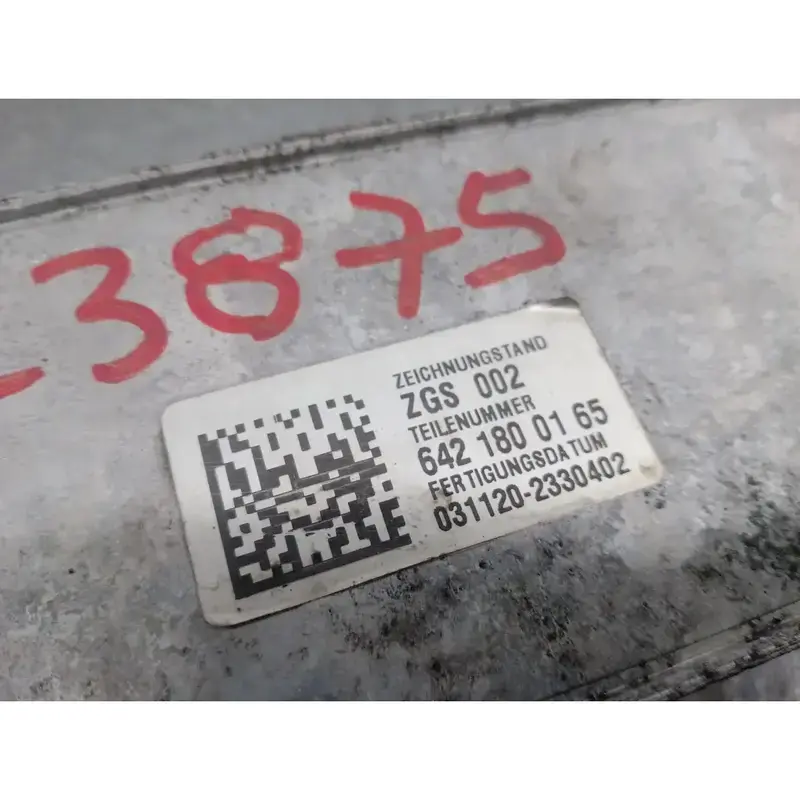 3875
ZEICHNUNGSTAND
ZGS 002
TEILENUMMER
642 180 01 65
FERTIGUNGSDATUM
031120-2330402